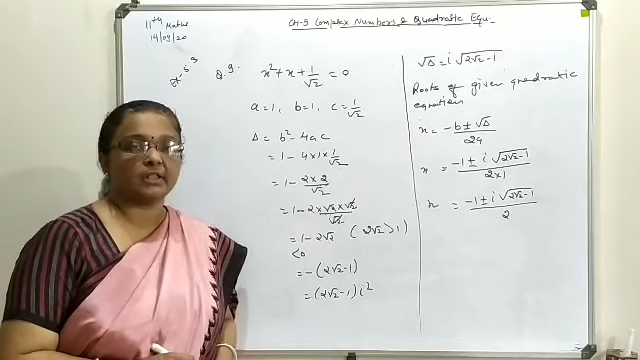 11th Maths
14/09/20
CH-5 Complex Numbers & Quadratic Equ.
Ex-5.3
Q.9.
x² + x + 1/√2 = 0
a=1, b=1, c=1/√2
Δ = b²-4ac
= 1 - 4×1×1/√2
= 1 - 2×2/√2
= 1 - 2×√2×√2/√2
= 1 - 2√2 (2√2 > 1)
<0
= -(2√2-1)
= (2√2-1) i²
√Δ = i √2√2-1
Roots of given quadratic
equation
x = -b±√Δ/2a
x = -1± i √2√2-1/2×1
x = -1± i √2√2-1/2